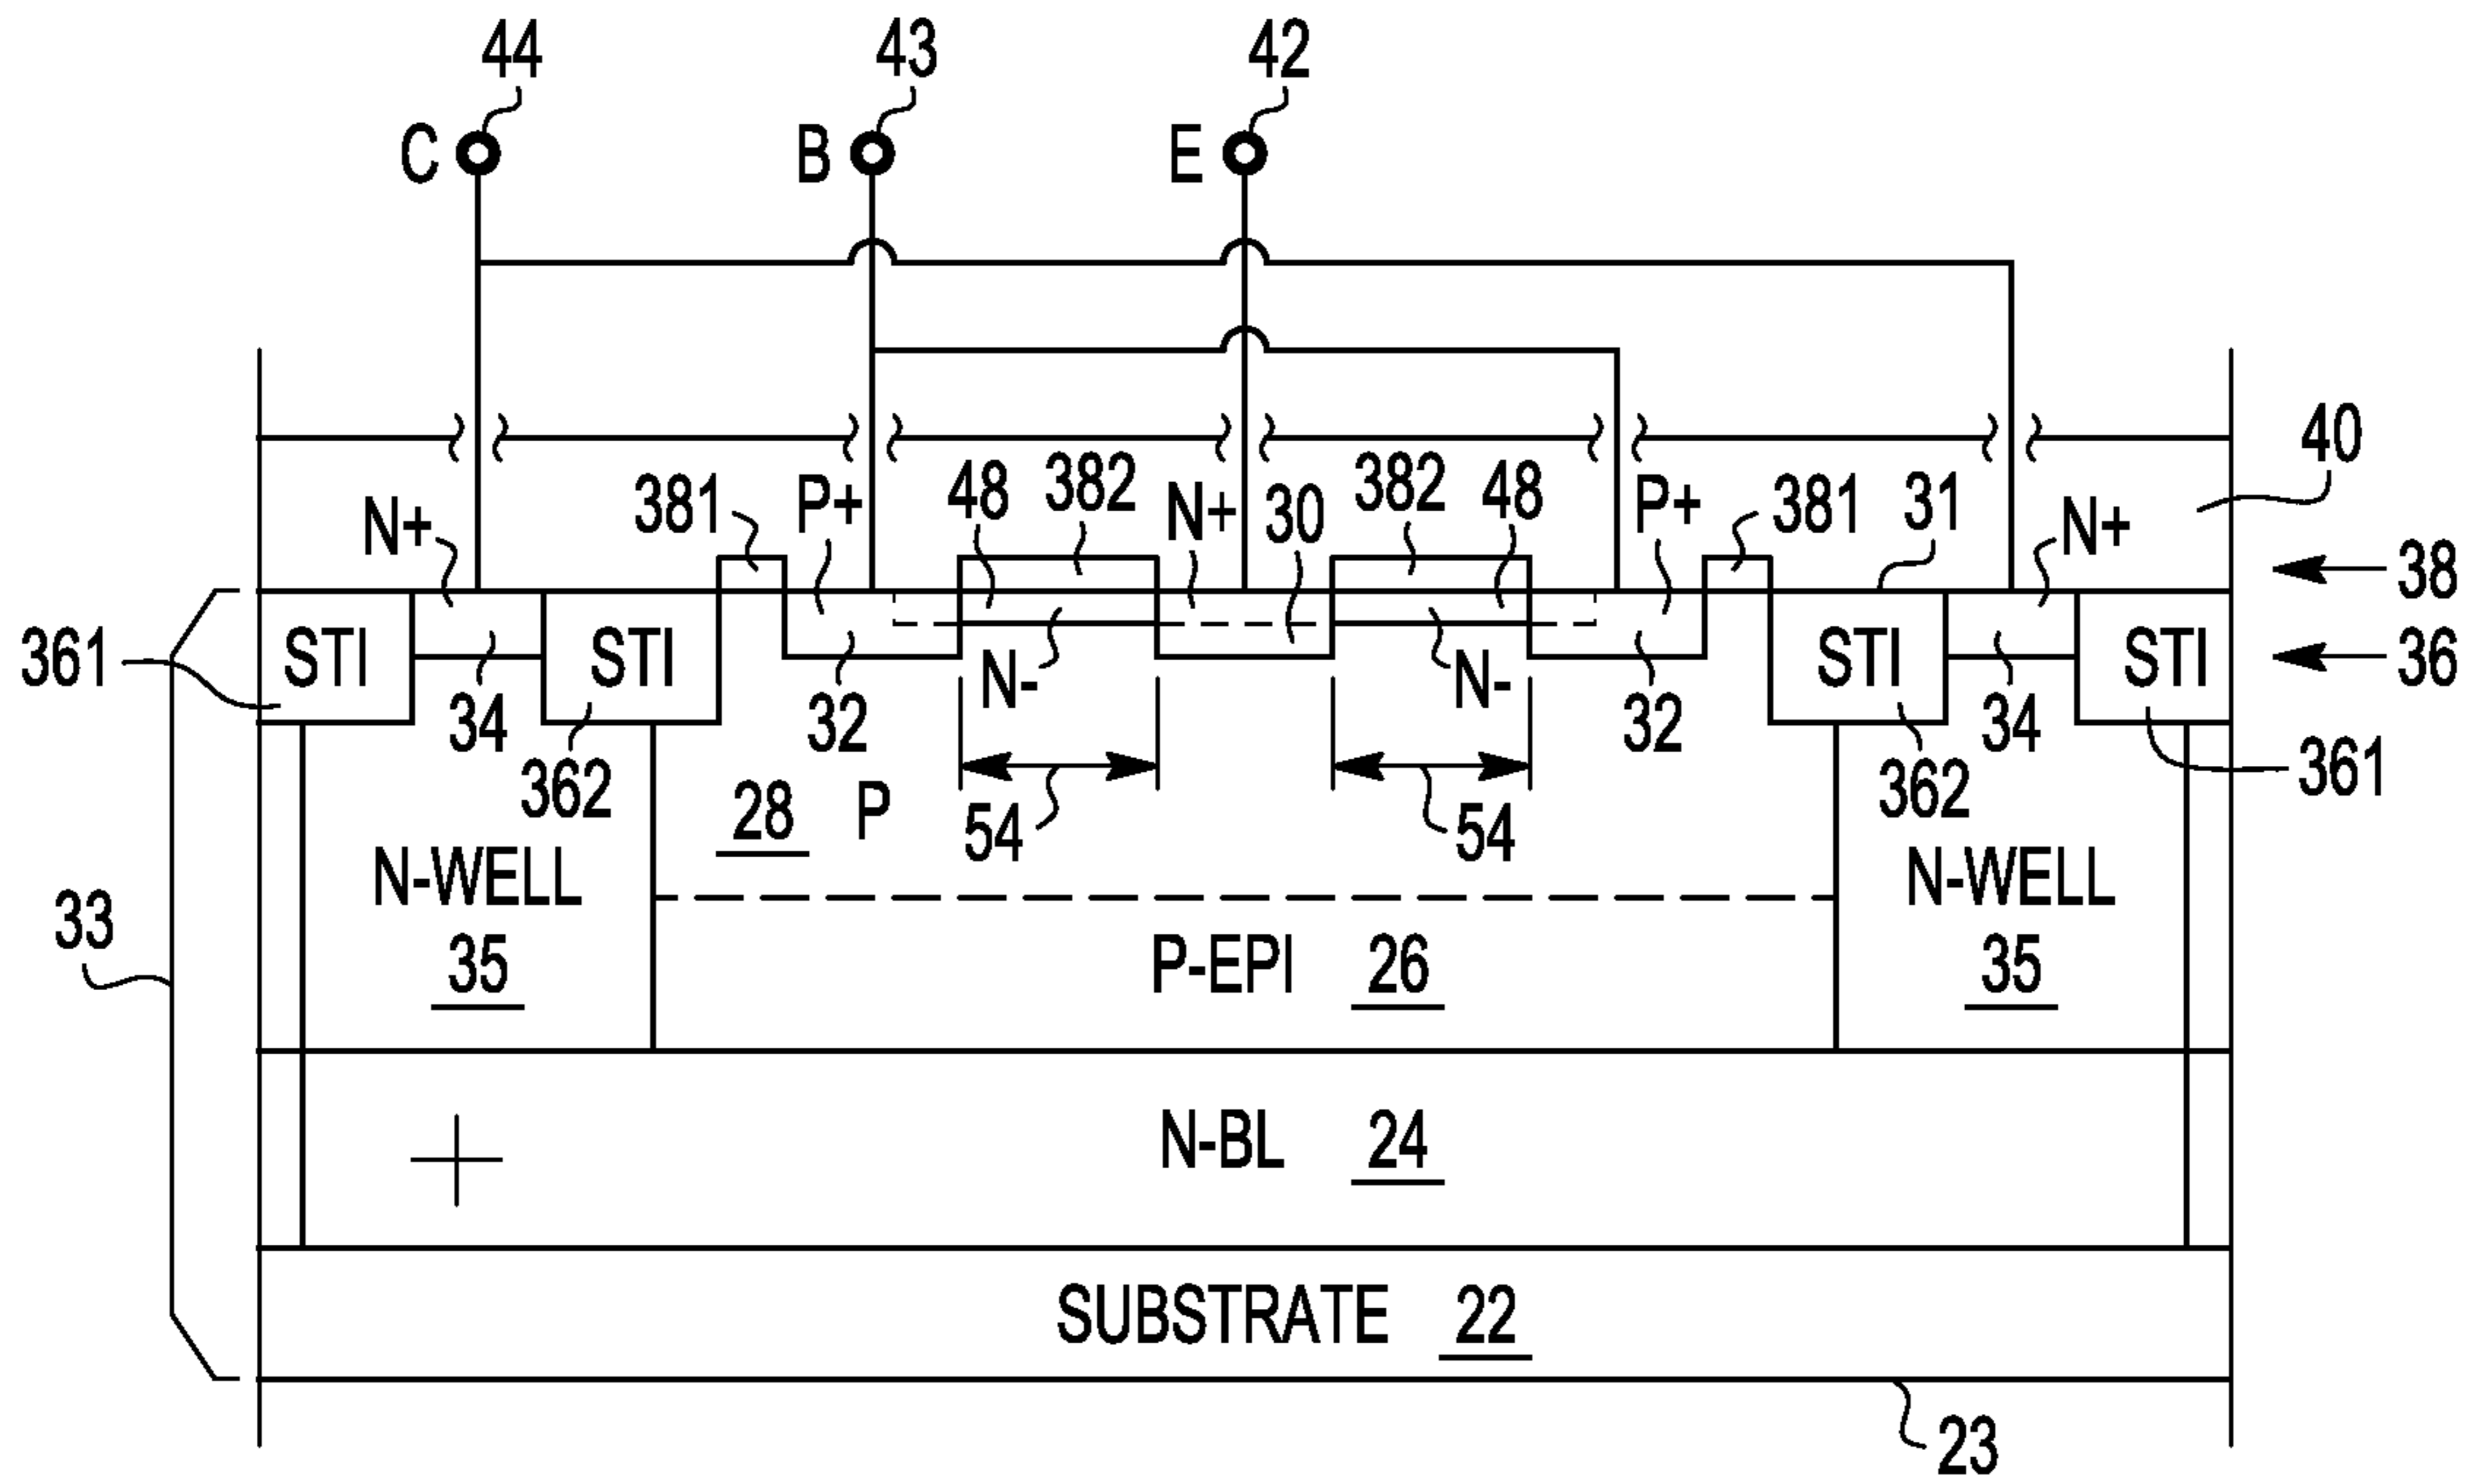 44 43 42
C B E
40
N+ 381 P+ 48 382 N+ 30 382 48 P+ 381 31 N+
38
361 STI STI N- N- STI STI 36
34 32 32 34
362 28 P 54 54 362 361
N-WELL N-WELL
33 35 P-EPI 26 35
N-BL 24
SUBSTRATE 22
23